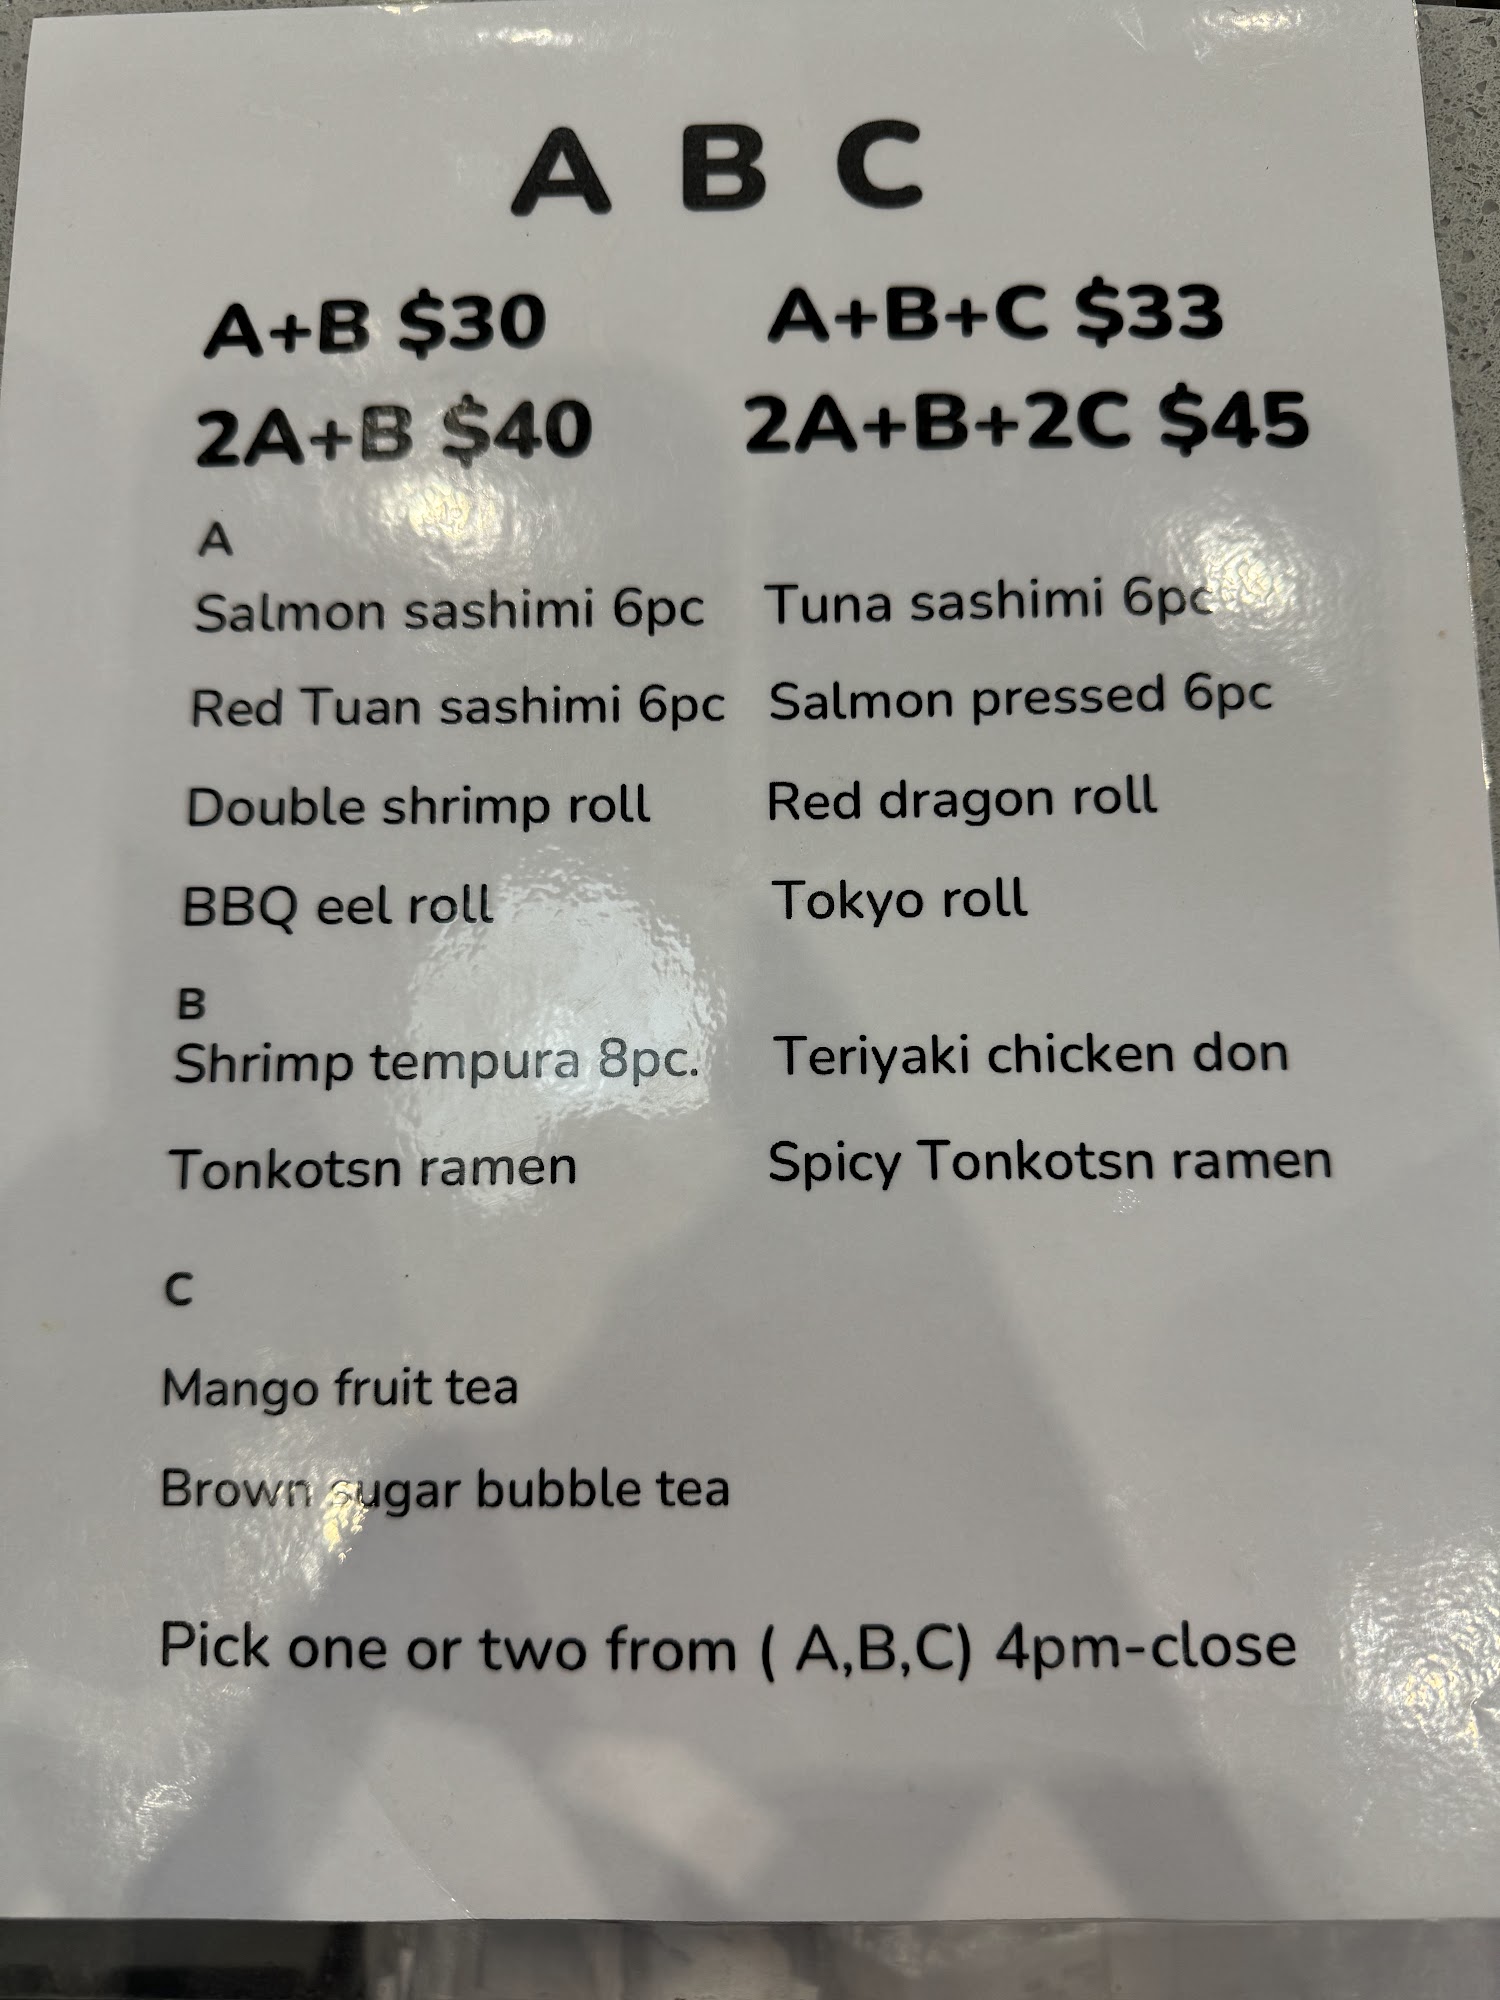 A B C
A+B $30 A+B+C $33
2A+B $40 2A+B+2C $45
A
Salmon sashimi 6pc Tuna sashimi 6pc
Red Tuan sashimi 6pc Salmon pressed 6pc
Double shrimp roll Red dragon roll
BBQ eel roll Tokyo roll
B
Shrimp tempura 8pc. Teriyaki chicken don
Tonkotsn ramen Spicy Tonkotsn ramen
C
Mango fruit tea
Brown sugar bubble tea
Pick one or two from ( A,B,C) 4pm-close